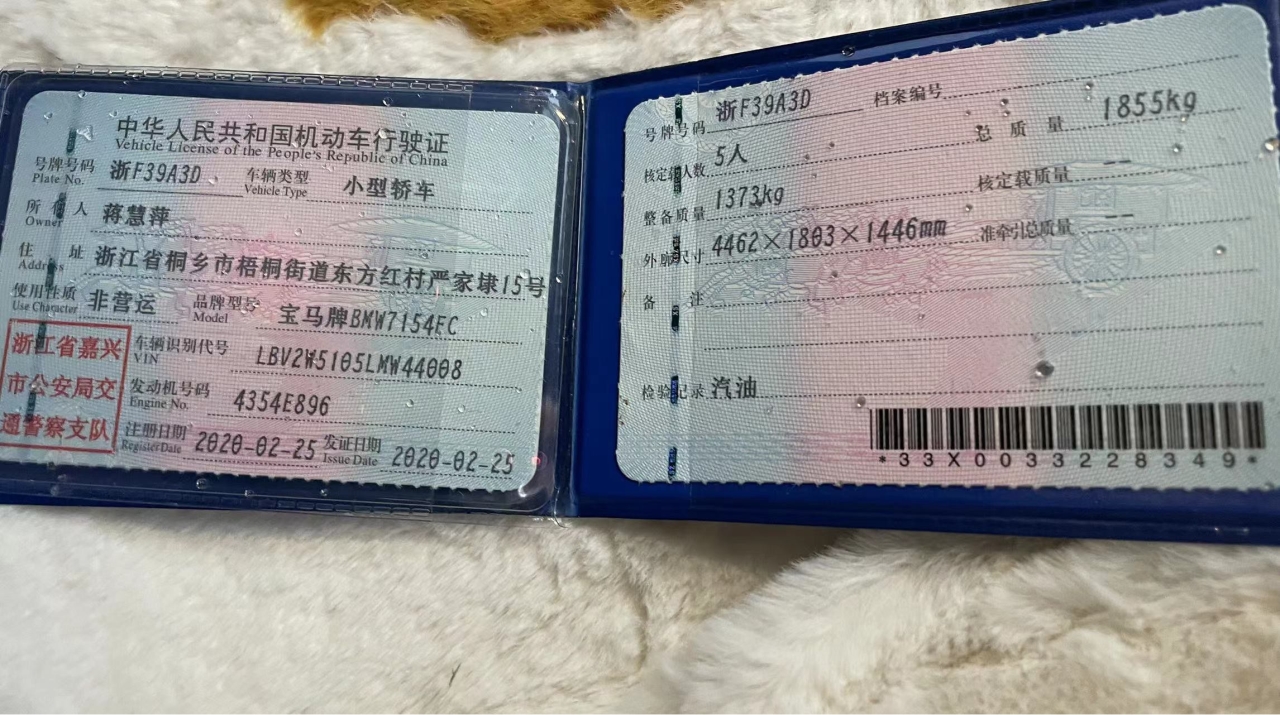 中华人民共和国机动车行驶证
Vehicle License of the People's Republic of China
号牌号码 浙F39A3D 车辆类型 小型轿车
Plate No. Vehicle Type
所有人 蒋慧萍
Owner
住址 浙江省桐乡市梧桐街道东方红村严家埭15号
Address
使用性质 非营运 品牌型号 宝马牌BMW7154EC
Use Character Model
浙江省嘉兴
市公安局交
通警察支队
车辆识别代号 LBV2W5105LMW44008
VIN
发动机号码 4354E896
Engine No.
注册日期 2020-02-25 发证日期 2020-02-25
Register Date Issue Date
号牌号码 浙F39A3D 档案编号
核定载人数 5人 总质量 1855kg
整备质量 1373kg 核定载质量 --
外廓尺寸 4462×1803×1446mm 准牵引总质量 --
备注
检验记录 汽油
*33X0033228349*